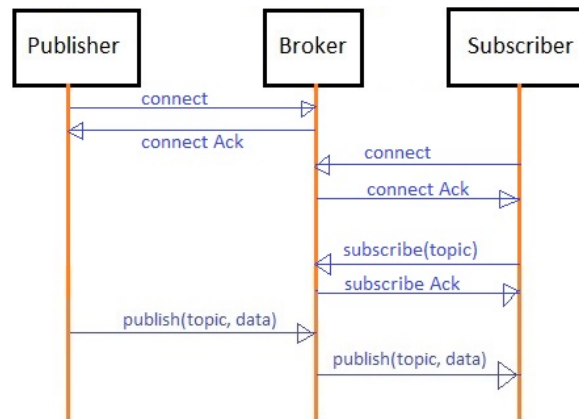 Publisher
Broker
Subscriber
connect
connect Ack
connect
connect Ack
subscribe(topic)
subscribe Ack
publish(topic, data)
publish(topic, data)